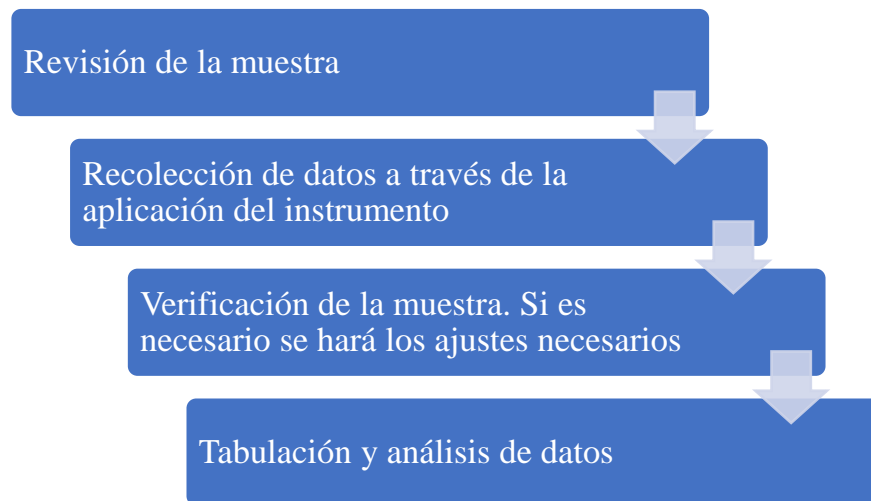 Revisión de la muestra
Recolección de datos a través de la
aplicación del instrumento
Verificación de la muestra. Si es
necesario se hará los ajustes necesarios
Tabulación y análisis de datos